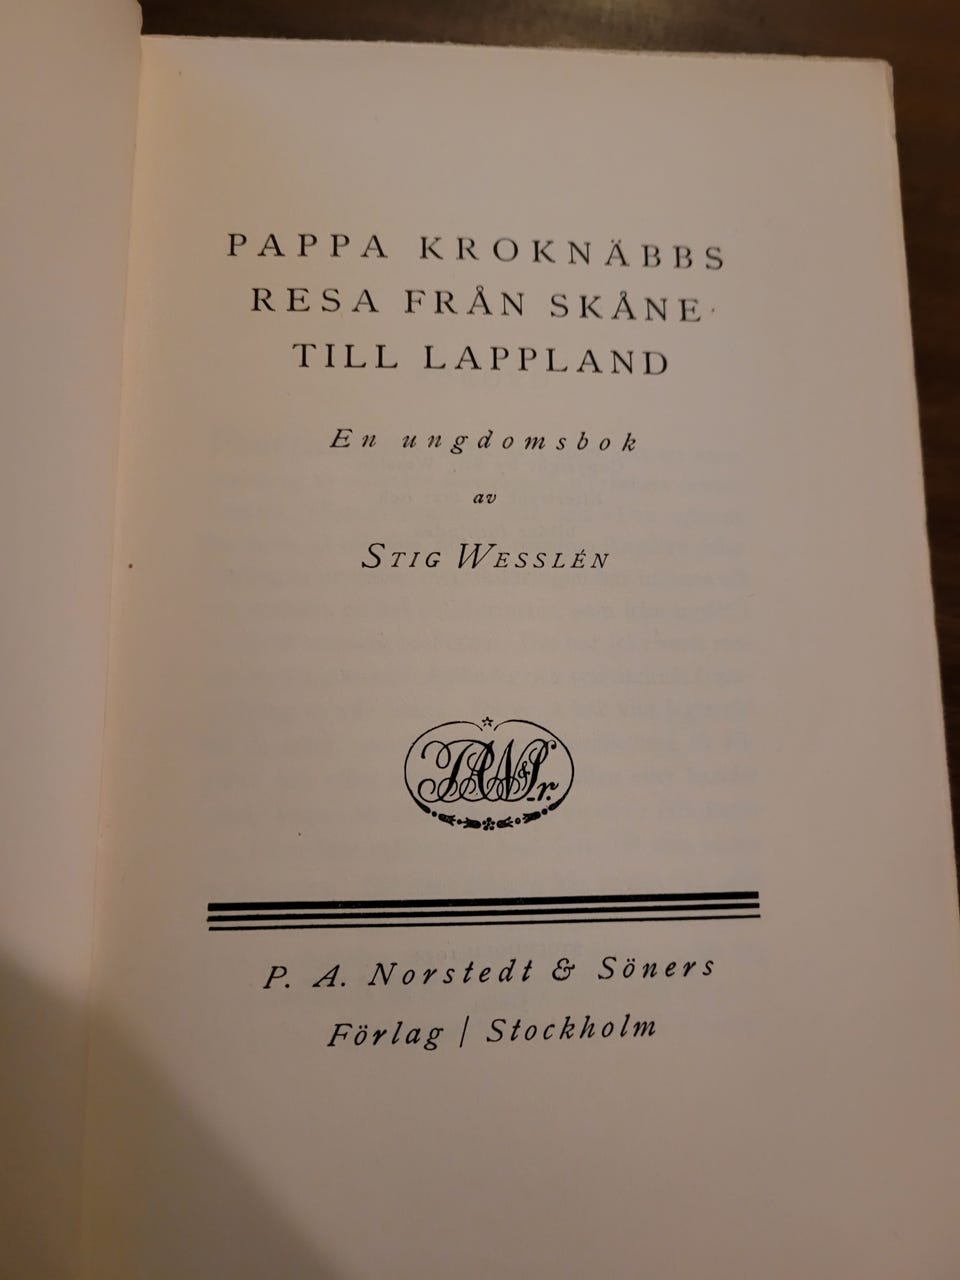 PAPPA KROKNÄBBS
RESA FRÅN SKÅNE
TILL LAPPLAND
En ungdomsbok
av
STIG WESSLÉN
P. A. Norstedt & Söners
Förlag | Stockholm